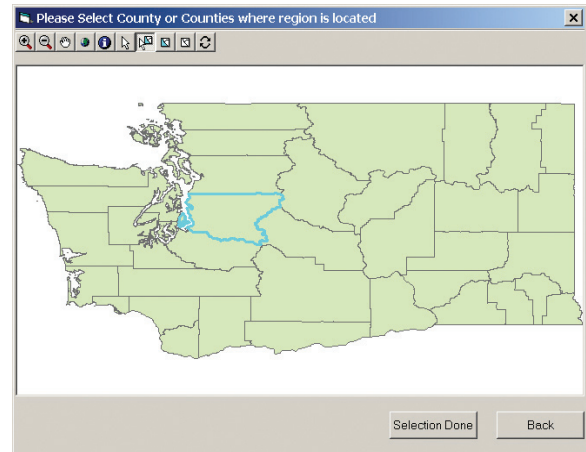 Please Select County or Counties where region is located
Selection Done
Back